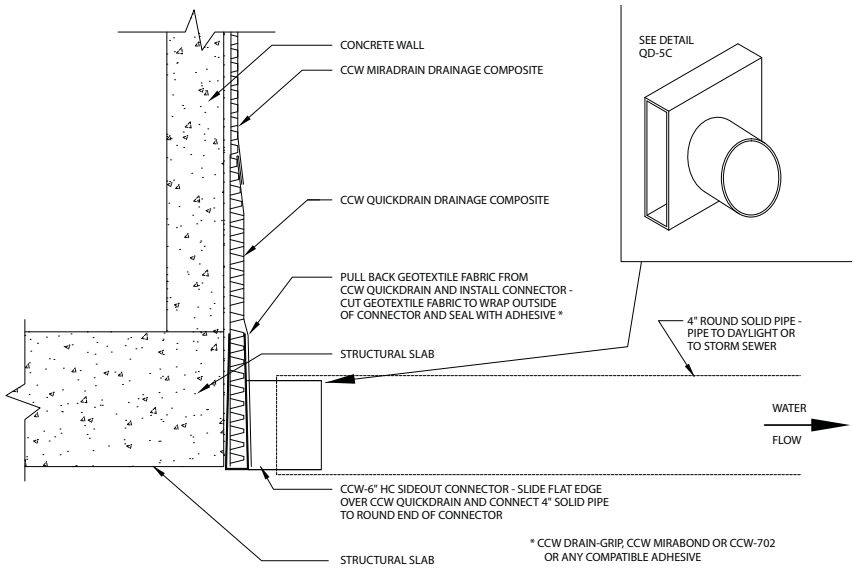 CONCRETE WALL
CCW MIRADRAIN DRAINAGE COMPOSITE
CCW QUICKDRAIN DRAINAGE COMPOSITE
PULL BACK GEOTEXTILE FABRIC FROM
CCW QUICKDRAIN AND INSTALL CONNECTOR -
CUT GEOTEXTILE FABRIC TO WRAP OUTSIDE
OF CONNECTOR AND SEAL WITH ADHESIVE *
STRUCTURAL SLAB
SEE DETAIL
QD-5C
4" ROUND SOLID PIPE -
PIPE TO DAYLIGHT OR
TO STORM SEWER
WATER
FLOW
CCW-6" HC SIDEOUT CONNECTOR - SLIDE FLAT EDGE
OVER CCW QUICKDRAIN AND CONNECT 4" SOLID PIPE
TO ROUND END OF CONNECTOR
STRUCTURAL SLAB
* CCW DRAIN-GRIP, CCW MIRABOND OR CCW-702
OR ANY COMPATIBLE ADHESIVE